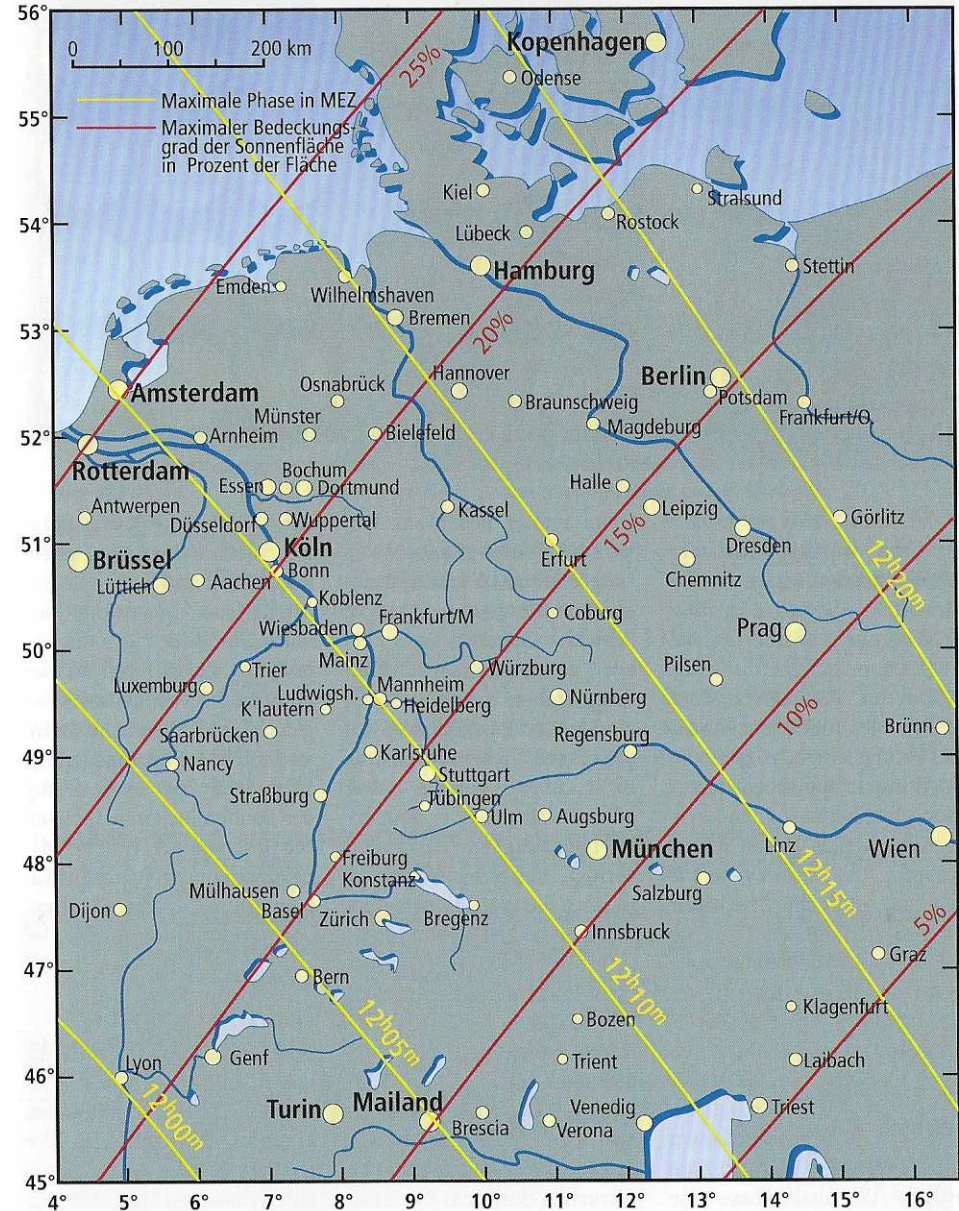 56°
55°
54°
53°
52°
51°
50°
49°
48°
47°
46°
45°
0 100 200 km
Maximale Phase in MEZ
Maximaler Bedeckungs-
grad der Sonnenfläche
in Prozent der Fläche
25%
Kopenhagen
Odense
Kiel
Stralsund
Rostock
Lübeck
Hamburg
Stettin
Emden
Wilhelmshaven
Bremen
20%
Hannover
Berlin
Potsdam
Amsterdam
Osnabrück
Braunschweig
Frankfurt/O.
Münster
Magdeburg
Arnheim
Bielefeld
Rotterdam
Bochum
Essen
Dortmund
Halle
Antwerpen
Kassel
Leipzig
Düsseldorf
Wuppertal
15%
Görlitz
Köln
Erfurt
Dresden
Brüssel
Bonn
Chemnitz
Lüttich
Aachen
12h20m
Koblenz
Coburg
Wiesbaden
Frankfurt/M
Prag
Mainz
Trier
Würzburg
Pilsen
Luxemburg
Ludwigsh.
Mannheim
Nürnberg
K'lautern
Heidelberg
10%
Saarbrücken
Regensburg
Brünn
Nancy
Karlsruhe
Stuttgart
Straßburg
Tübingen
Ulm
Augsburg
Linz
Wien
Freiburg
München
12h15m
Konstanz
Mülhausen
Salzburg
Dijon
Basel
Zürich
Bregenz
5%
Innsbruck
Graz
Bern
12h10m
Klagenfurt
12h05m
Bozen
Lyon
Genf
Trient
Laibach
12h00m
Turin
Mailand
Brescia
Verona
Venedig
Triest
4° 5° 6° 7° 8° 9° 10° 11° 12° 13° 14° 15° 16°